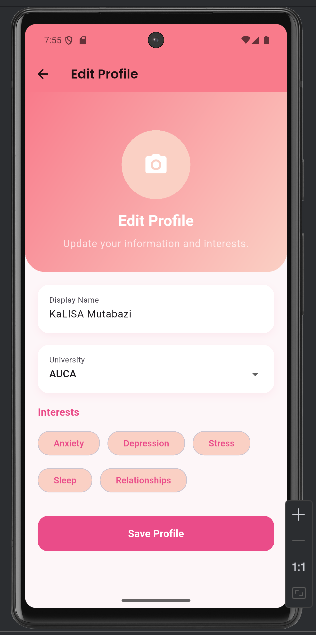 7:55
Edit Profile
Edit Profile
Update your Information and Interests.
Display Name
KaLISA Mutabazi
University
AUCA
Interests
Anxiety
Depression
Stress
Sleep
Relationships
Save Profile
1:1